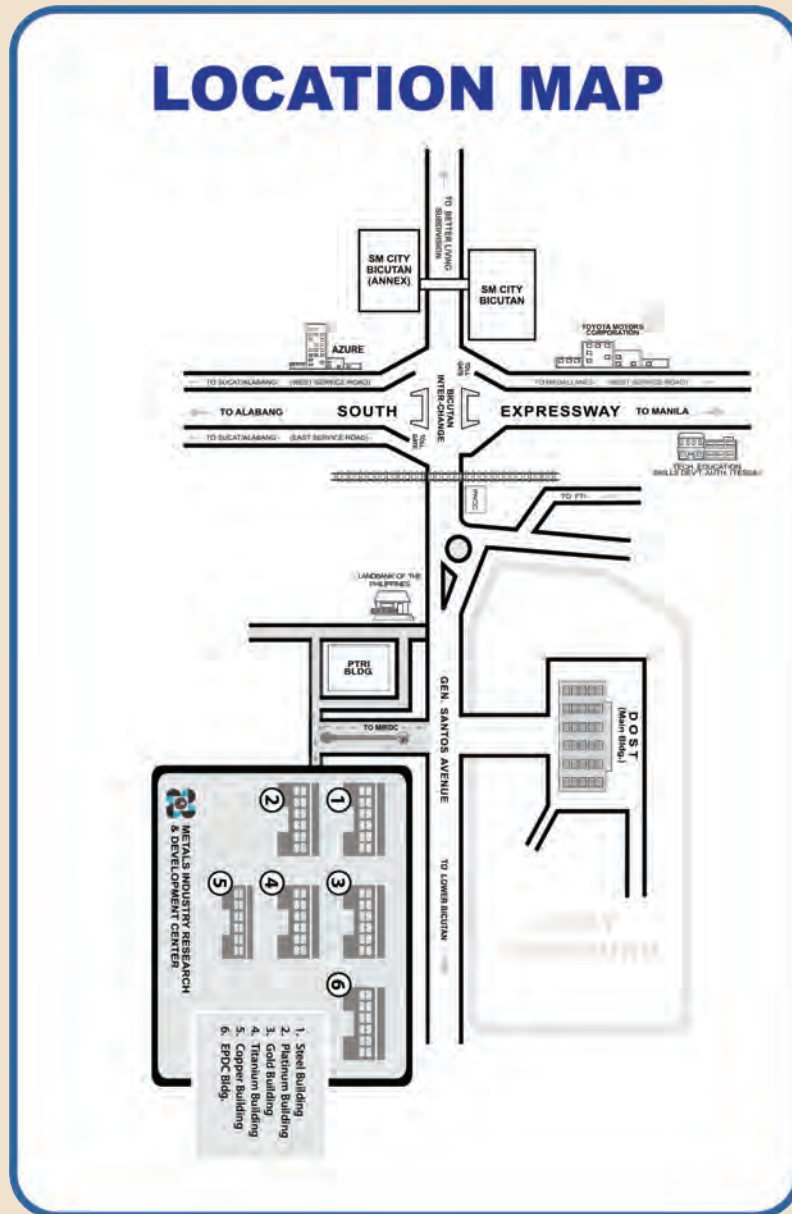 LOCATION MAP
TO BETTER LIVING
SUBDIVISION
SM CITY
BICUTAN
(ANNEX)
SM CITY
BICUTAN
AZURE
TOYOTA MOTORS
CORPORATION
TOLL
GATE
TO SUCAT/ALABANG (WEST SERVICE ROAD)
TO MAGALLANES (WEST SERVICE ROAD)
BICUTAN
INTER-CHANGE
TO ALABANG
SOUTH
EXPRESSWAY
TO MANILA
TO SUCAT/ALABANG (EAST SERVICE ROAD)
TOLL
GATE
TECH. EDUCATION
SKILLS DEV'T. AUTH.
TO FTI
LANDBANK OF THE
PHILIPPINES
PTRI
BLDG.
GEN. SANTOS AVENUE
DOST
(Main Bldg.)
TO MIRDC
TO LOWER BICUTAN
1
2
3
4
5
6
METALS INDUSTRY RESEARCH
& DEVELOPMENT CENTER
1. Steel Building
2. Platinum Building
3. Gold Building
4. Titanium Building
5. Copper Building
6. EPDC Bldg.